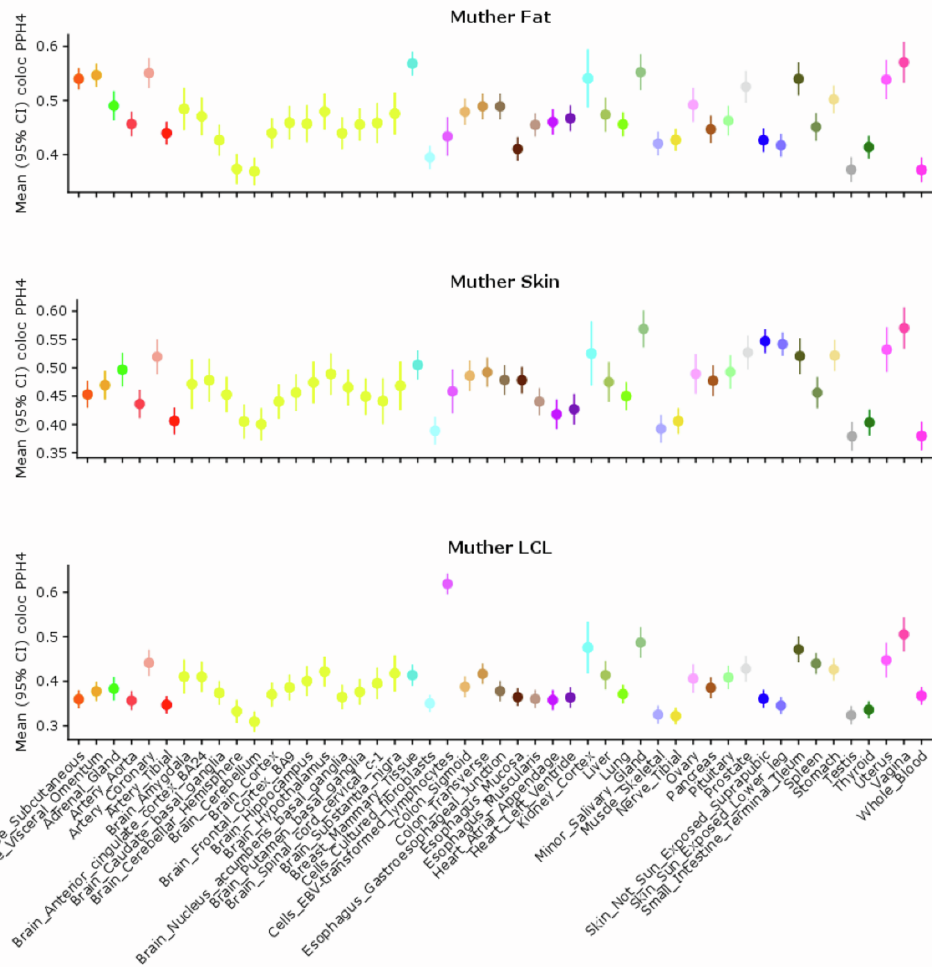 Muther Fat
Mean (95% CI) coloc PPH4
0.6
0.5
0.4
Muther Skin
Mean (95% CI) coloc PPH4
0.60
0.55
0.50
0.45
0.40
0.35
Muther LCL
Mean (95% CI) coloc PPH4
0.6
0.5
0.4
0.3
e_Subcutaneous
e_Visceral_Omentum
Adrenal_Gland
Artery_Aorta
Artery_Coronary
Artery_Tibial
Brain_Amygdala
Brain_Anterior_cingulate_cortex_BA24
Brain_Caudate_basal_ganglia
Brain_Cerebellar_Hemisphere
Brain_Cerebellum
Brain_Cortex
Brain_Frontal_Cortex_BA9
Brain_Hippocampus
Brain_Hypothalamus
Brain_Nucleus_accumbens_basal_ganglia
Brain_Putamen_basal_ganglia
Brain_Spinal_cord_cervical_c-1
Brain_Substantia_nigra
Breast_Mammary_Tissue
Cells_Cultured_fibroblasts
Cells_EBV-transformed_lymphocytes
Colon_Sigmoid
Colon_Transverse
Esophagus_Gastroesophageal_Junction
Esophagus_Mucosa
Esophagus_Muscularis
Heart_Atrial_Appendage
Heart_Left_Ventricle
Kidney_Cortex
Liver
Lung
Minor_Salivary_Gland
Muscle_Skeletal
Nerve_Tibial
Ovary
Pancreas
Pituitary
Prostate
Skin_Not_Sun_Exposed_Suprapubic
Skin_Sun_Exposed_Lower_leg
Small_Intestine_Terminal_Ileum
Spleen
Stomach
Testis
Thyroid
Uterus
Vagina
Whole_Blood